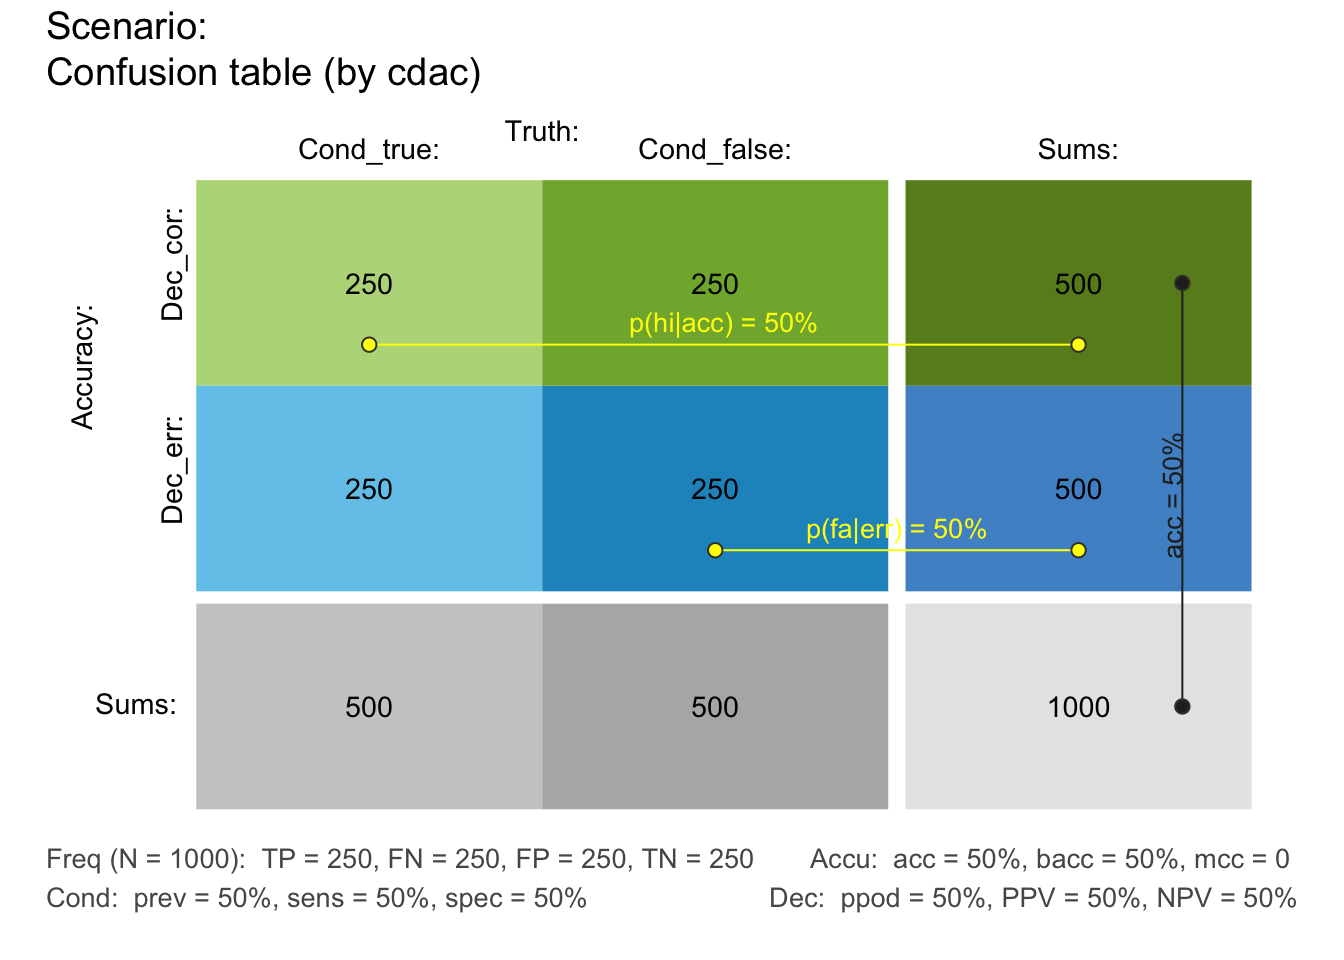 Scenario:
Confusion table (by cdac)
Truth:
Cond_true:
Cond_false:
Sums:
Accuracy:
Dec_cor:
250
250
500
p(hi|acc) = 50%
Dec_err:
250
250
500
acc = 50%
p(fa|err) = 50%
Sums:
500
500
1000
Freq (N = 1000):  TP = 250, FN = 250, FP = 250, TN = 250
Accu:  acc = 50%, bacc = 50%, mcc = 0
Cond:  prev = 50%, sens = 50%, spec = 50%
Dec:  ppod = 50%, PPV = 50%, NPV = 50%